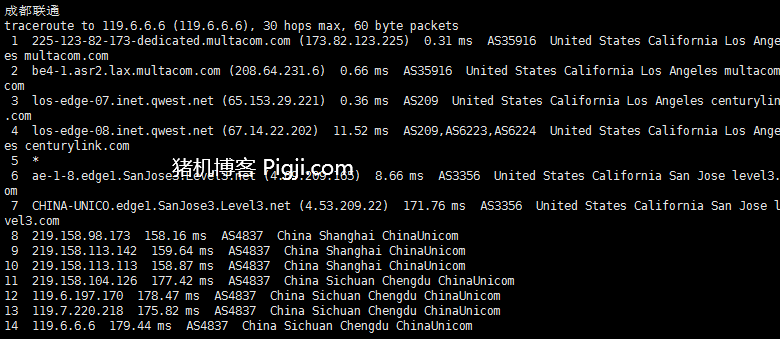 成都联通
traceroute to 119.6.6.6 (119.6.6.6), 30 hops max, 60 byte packets
1 225-123-82-173-dedicated.multacom.com (173.82.123.225) 0.31 ms AS35916 United States California Los Angel
es multacom.com
2 be4-1.asr2.lax.multacom.com (208.64.231.6) 0.66 ms AS35916 United States California Los Angeles multacom.
com
3 los-edge-07.inet.qwest.net (65.153.29.221) 0.36 ms AS209 United States California Los Angeles centurylink
.com
4 los-edge-08.inet.qwest.net (67.14.22.202) 11.52 ms AS209,AS6223,AS6224 United States California Los Angel
es centurylink.com
5 *
猪机博客 Pigji.com
6 ae-1-8.edge1.SanJose3.Level3.net 8.66 ms AS3356 United States California San Jose level3.c
om
7 CHINA-UNICO.edge1.SanJose3.Level3.net (4.53.209.22) 171.76 ms AS3356 United States California San Jose le
vel3.com
8 219.158.98.173 158.16 ms AS4837 China Shanghai ChinaUnicom
9 219.158.113.142 159.64 ms AS4837 China Shanghai ChinaUnicom
10 219.158.113.113 158.87 ms AS4837 China Shanghai ChinaUnicom
11 219.158.104.126 177.42 ms AS4837 China Sichuan Chengdu ChinaUnicom
12 119.6.197.170 178.47 ms AS4837 China Sichuan Chengdu ChinaUnicom
13 119.7.220.218 175.82 ms AS4837 China Sichuan Chengdu ChinaUnicom
14 119.6.6.6 179.44 ms AS4837 China Sichuan Chengdu ChinaUnicom